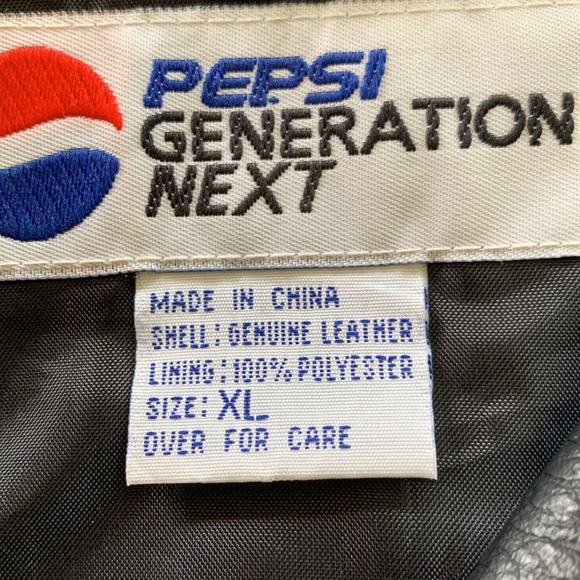 PEPSI
GENERATION
NEXT
MADE IN CHINA
SHELL: GENUINE LEATHER
LINING: 100% POLYESTER
SIZE: XL
OVER FOR CARE